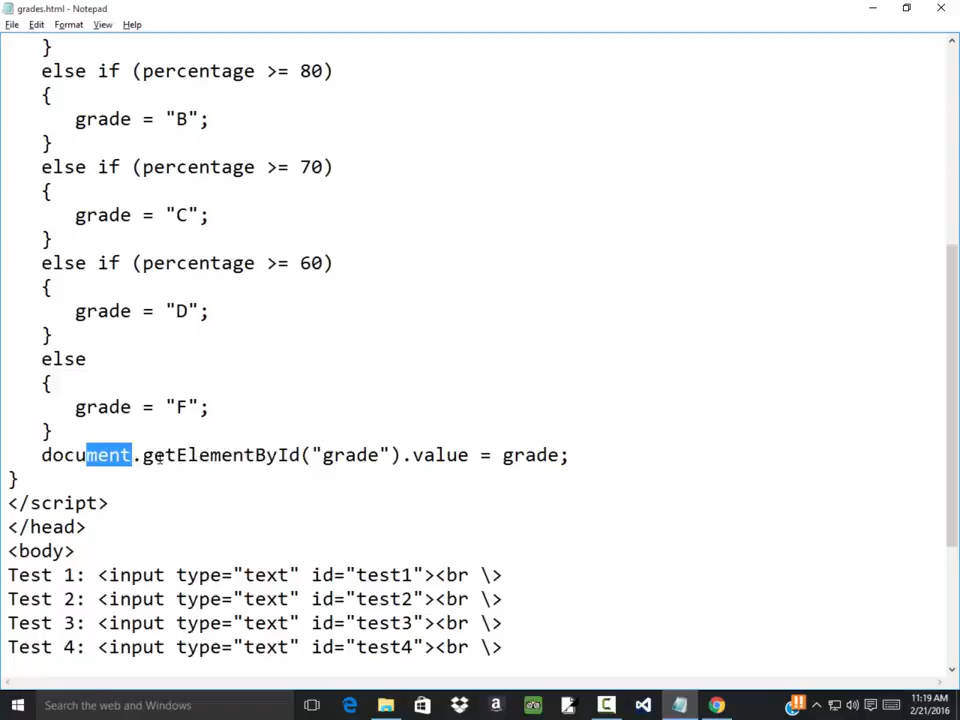 grades.html - Notepad
File Edit Format View Help
}
else if (percentage >= 80)
{
grade = "B";
}
else if (percentage >= 70)
{
grade = "C";
}
else if (percentage >= 60)
{
grade = "D";
}
else
{
grade = "F";
}
document.getElementById("grade").value = grade;
}
</script>
</head>
<body>
Test 1: <input type="text" id="test1"><br \>
Test 2: <input type="text" id="test2"><br \>
Test 3: <input type="text" id="test3"><br \>
Test 4: <input type="text" id="test4"><br \>
Search the web and Windows
11:19 AM
2/21/2016